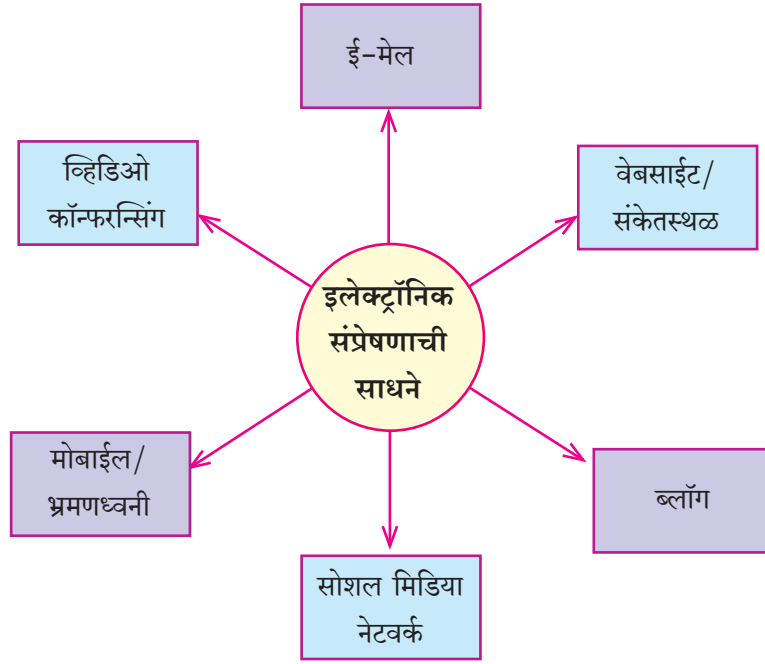 ई-मेल
व्हिडिओ
कॉन्फरन्सिंग
वेबसाईट/
संकेतस्थळ
इलेक्ट्रॉनिक
संप्रेषणाची
साधने
मोबाईल/
भ्रमणध्वनी
ब्लॉग
सोशल मिडिया
नेटवर्क